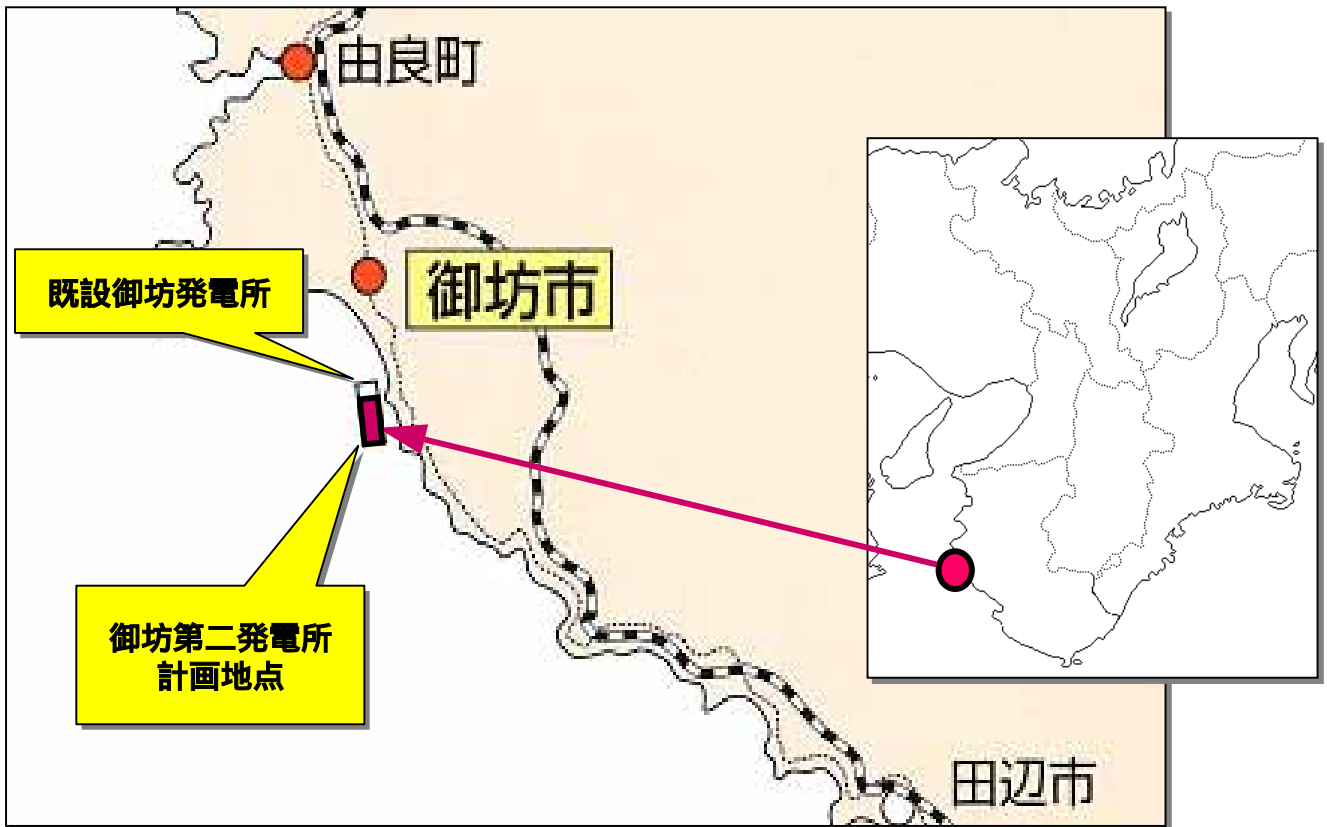 由良町
既設御坊発電所
御坊市
御坊第二発電所
計画地点
田辺市